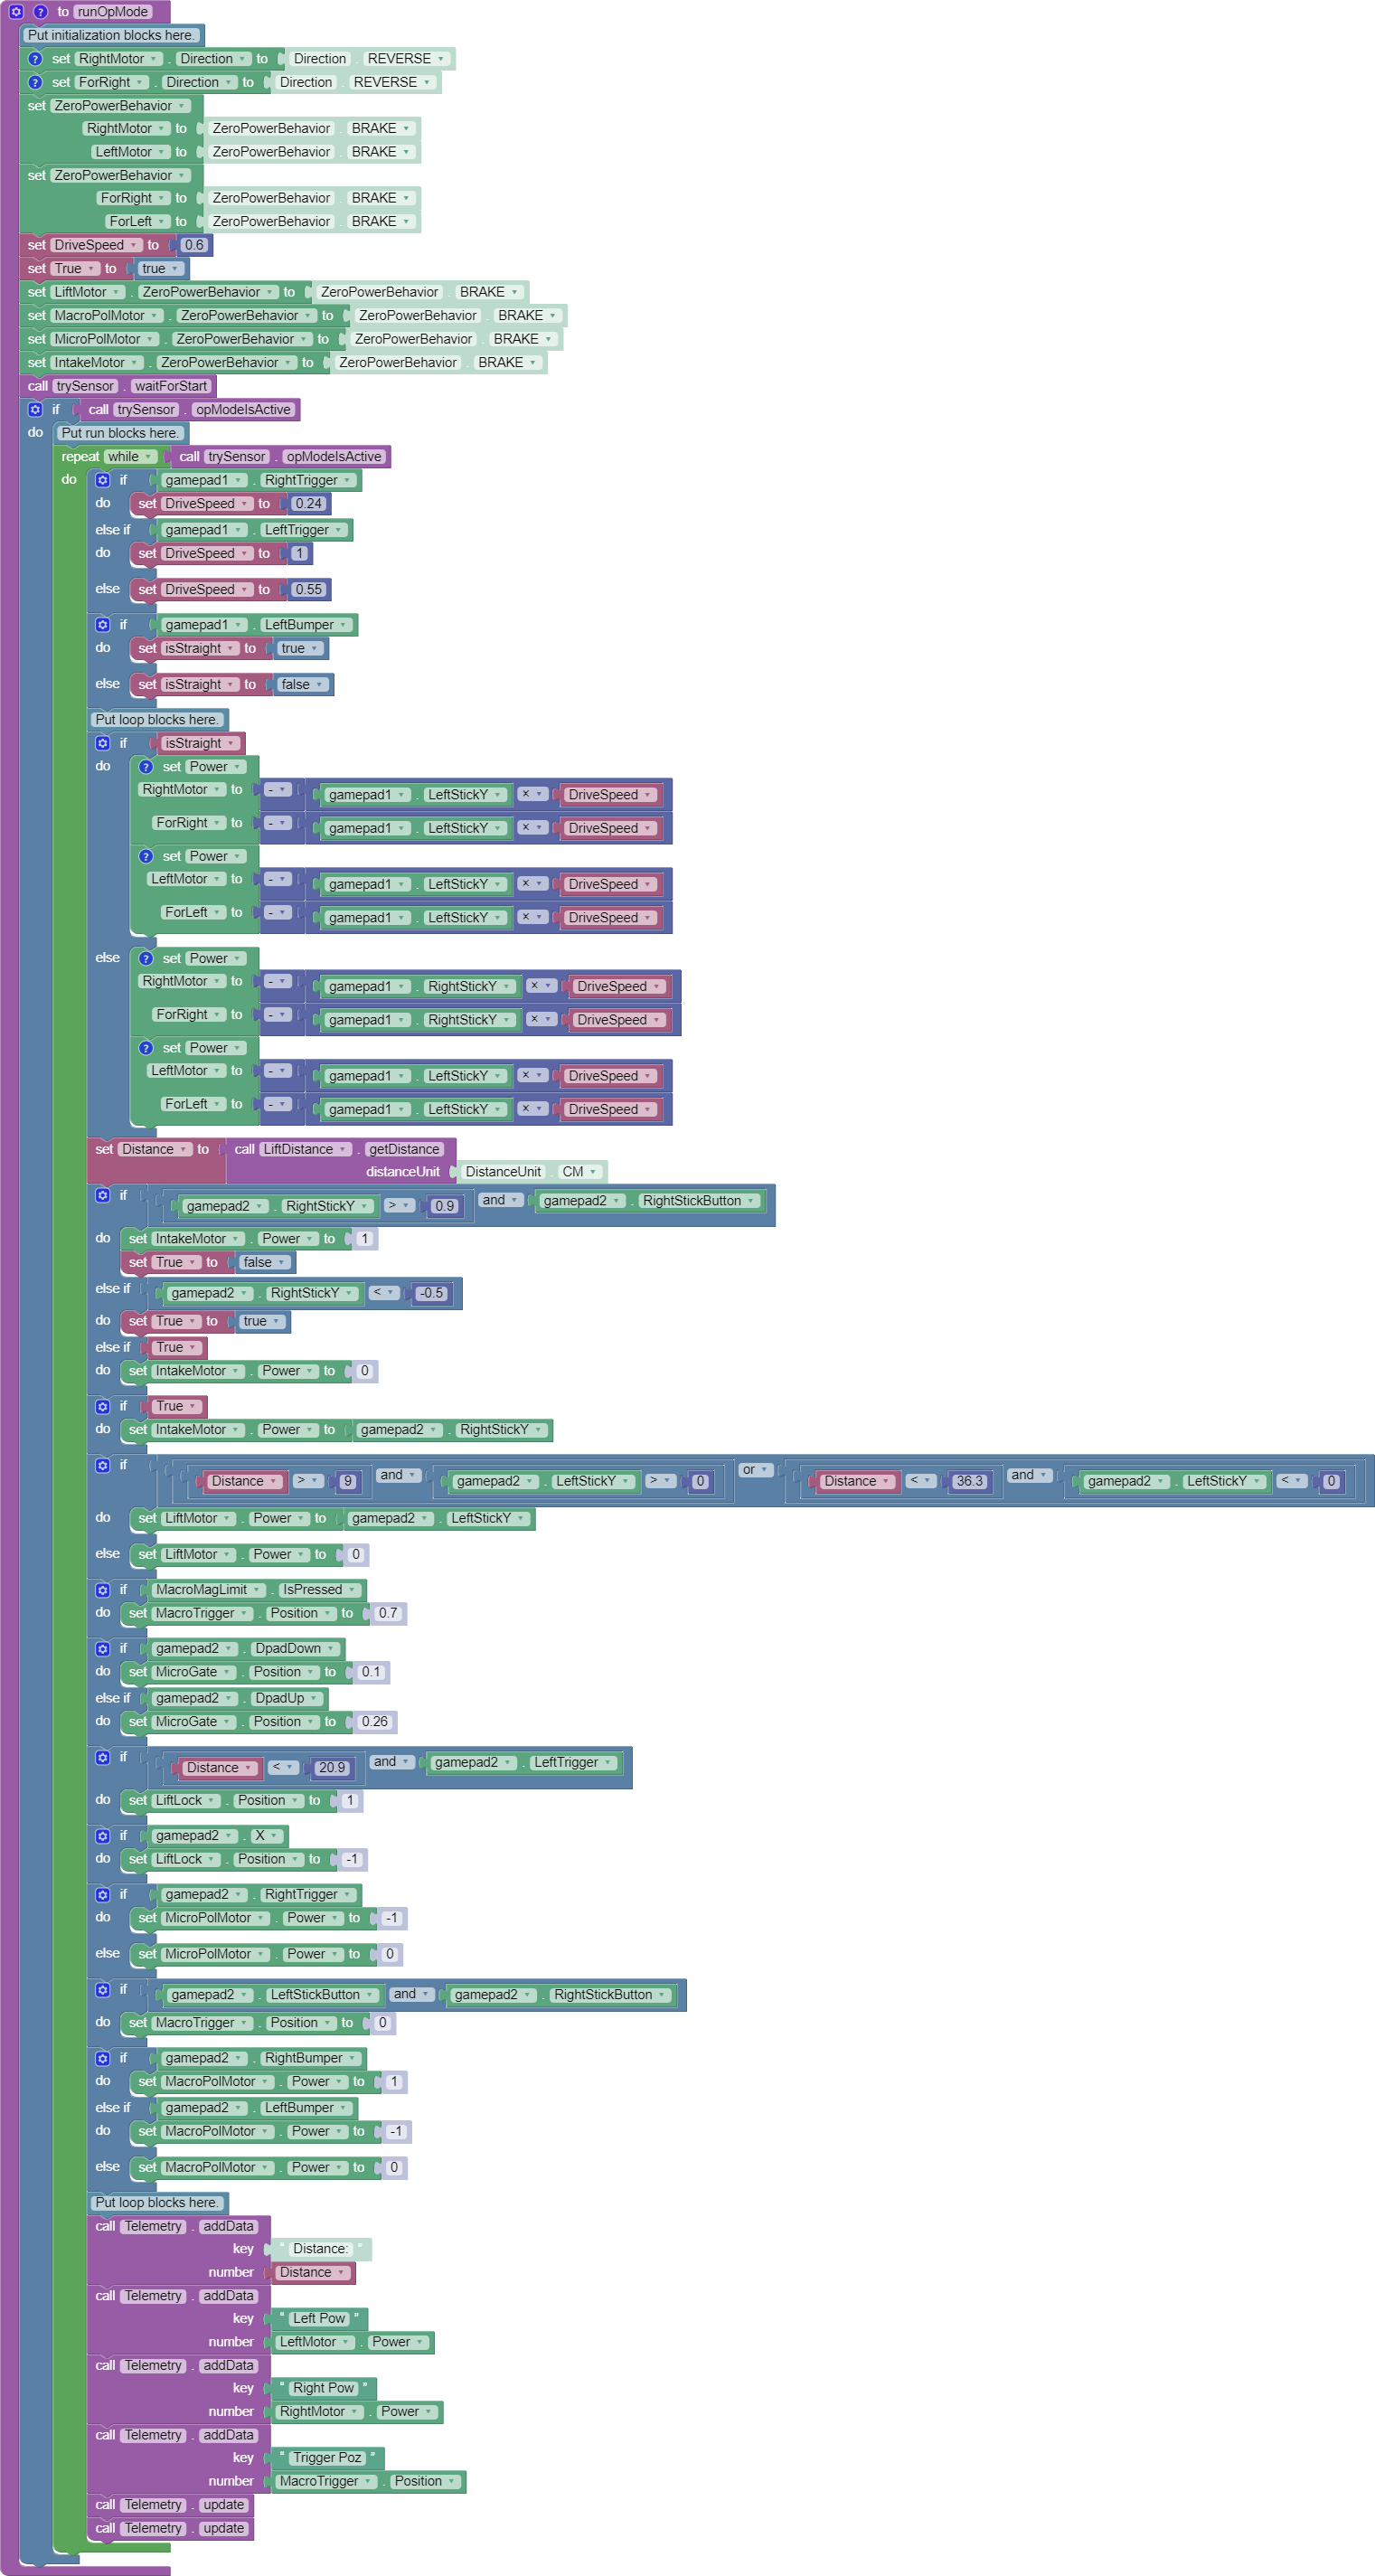 to runOpMode
Put initialization blocks here.
set RightMotor . Direction to Direction . REVERSE
set ForRight . Direction to Direction . REVERSE
set ZeroPowerBehavior
RightMotor to ZeroPowerBehavior . BRAKE
LeftMotor to ZeroPowerBehavior . BRAKE
set ZeroPowerBehavior
ForRight to ZeroPowerBehavior . BRAKE
ForLeft to ZeroPowerBehavior . BRAKE
set DriveSpeed to 0.6
set True to true
set LiftMotor . ZeroPowerBehavior to ZeroPowerBehavior . BRAKE
set MacroPolMotor . ZeroPowerBehavior to ZeroPowerBehavior . BRAKE
set MicroPolMotor . ZeroPowerBehavior to ZeroPowerBehavior . BRAKE
set IntakeMotor . ZeroPowerBehavior to ZeroPowerBehavior . BRAKE
call trySensor . waitForStart
if call trySensor . opModeIsActive
do Put run blocks here.
repeat while call trySensor . opModeIsActive
do if gamepad1 . RightTrigger
do set DriveSpeed to 0.24
else if gamepad1 . LeftTrigger
do set DriveSpeed to 1
else set DriveSpeed to 0.55
if gamepad1 . LeftBumper
do set isStraight to true
else set isStraight to false
Put loop blocks here.
if isStraight
do set Power
RightMotor to - gamepad1 . LeftStickY × DriveSpeed
ForRight to - gamepad1 . LeftStickY × DriveSpeed
set Power
LeftMotor to - gamepad1 . LeftStickY × DriveSpeed
ForLeft to - gamepad1 . LeftStickY × DriveSpeed
else set Power
RightMotor to - gamepad1 . RightStickY × DriveSpeed
ForRight to - gamepad1 . RightStickY × DriveSpeed
set Power
LeftMotor to - gamepad1 . LeftStickY × DriveSpeed
ForLeft to - gamepad1 . LeftStickY × DriveSpeed
set Distance to call LiftDistance . getDistance
distanceUnit DistanceUnit . CM
if gamepad2 . RightStickY > 0.9 and gamepad2 . RightStickButton
do set IntakeMotor . Power to 1
set True to false
else if gamepad2 . RightStickY < -0.5
do set True to true
else if True
do set IntakeMotor . Power to 0
if True
do set IntakeMotor . Power to gamepad2 . RightStickY
if Distance > 9 and gamepad2 . LeftStickY > 0 or Distance < 36.3 and gamepad2 . LeftStickY < 0
do set LiftMotor . Power to gamepad2 . LeftStickY
else set LiftMotor . Power to 0
if MacroMagLimit . IsPressed
do set MacroTrigger . Position to 0.7
if gamepad2 . DpadDown
do set MicroGate . Position to 0.1
else if gamepad2 . DpadUp
do set MicroGate . Position to 0.26
if Distance < 20.9 and gamepad2 . LeftTrigger
do set LiftLock . Position to 1
if gamepad2 . X
do set LiftLock . Position to -1
if gamepad2 . RightTrigger
do set MicroPolMotor . Power to -1
else set MicroPolMotor . Power to 0
if gamepad2 . LeftStickButton and gamepad2 . RightStickButton
do set MacroTrigger . Position to 0
if gamepad2 . RightBumper
do set MacroPolMotor . Power to 1
else if gamepad2 . LeftBumper
do set MacroPolMotor . Power to -1
else set MacroPolMotor . Power to 0
Put loop blocks here.
call Telemetry . addData
key “ Distance: ”
number Distance
call Telemetry . addData
key “ Left Pow ”
number LeftMotor . Power
call Telemetry . addData
key “ Right Pow ”
number RightMotor . Power
call Telemetry . addData
key “ Trigger Poz ”
number MacroTrigger . Position
call Telemetry . update
call Telemetry . update